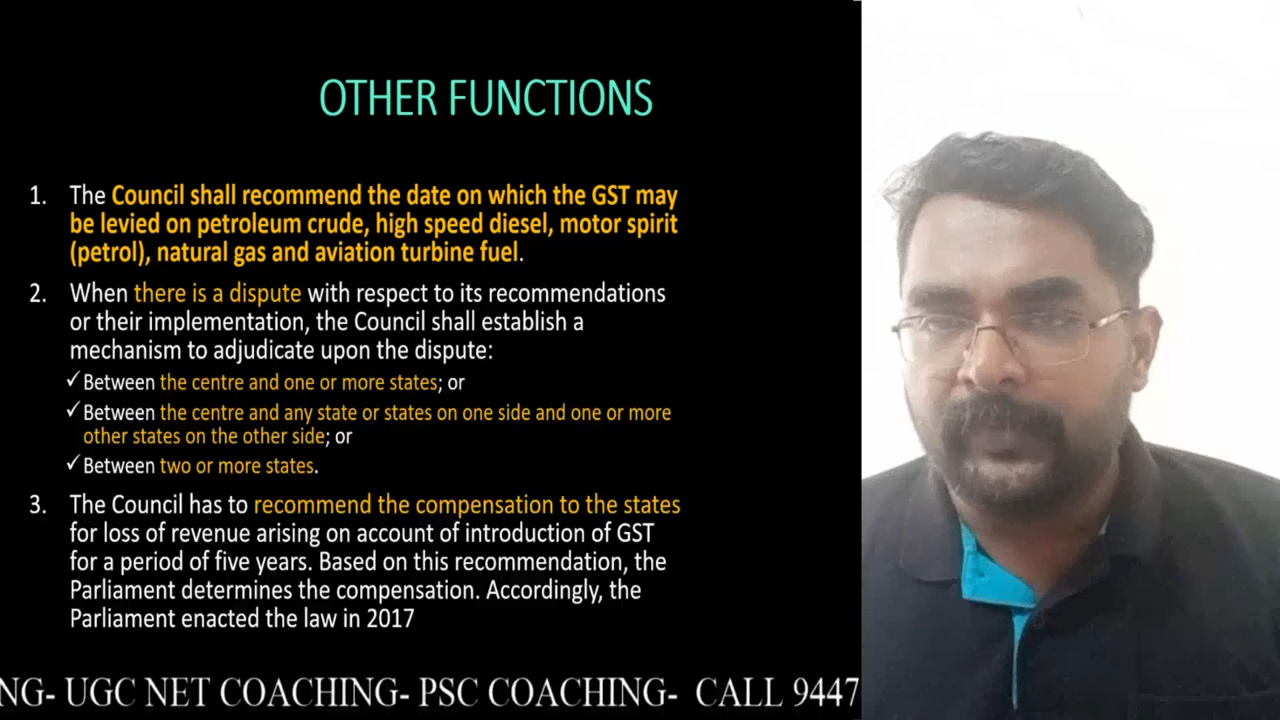 OTHER FUNCTIONS
1. The Council shall recommend the date on which the GST may
be levied on petroleum crude, high speed diesel, motor spirit
(petrol), natural gas and aviation turbine fuel.
2. When there is a dispute with respect to its recommendations
or their implementation, the Council shall establish a
mechanism to adjudicate upon the dispute:
✓Between the centre and one or more states; or
✓Between the centre and any state or states on one side and one or more
other states on the other side; or
✓Between two or more states.
3. The Council has to recommend the compensation to the states
for loss of revenue arising on account of introduction of GST
for a period of five years. Based on this recommendation, the
Parliament determines the compensation. Accordingly, the
Parliament enacted the law in 2017
NG- UGC NET COACHING- PSC COACHING- CALL 9447